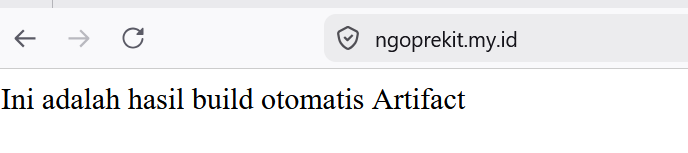 ngoprekit.my.id
Ini adalah hasil build otomatis Artifact